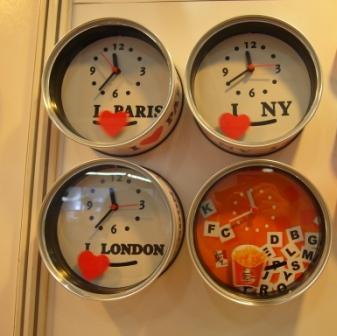 12
9 3
6
I PARIS
12
9 3
6
I NY
12
9 3
6
I LONDON
K
F C
D B G
E L M
P S
J Y
R O